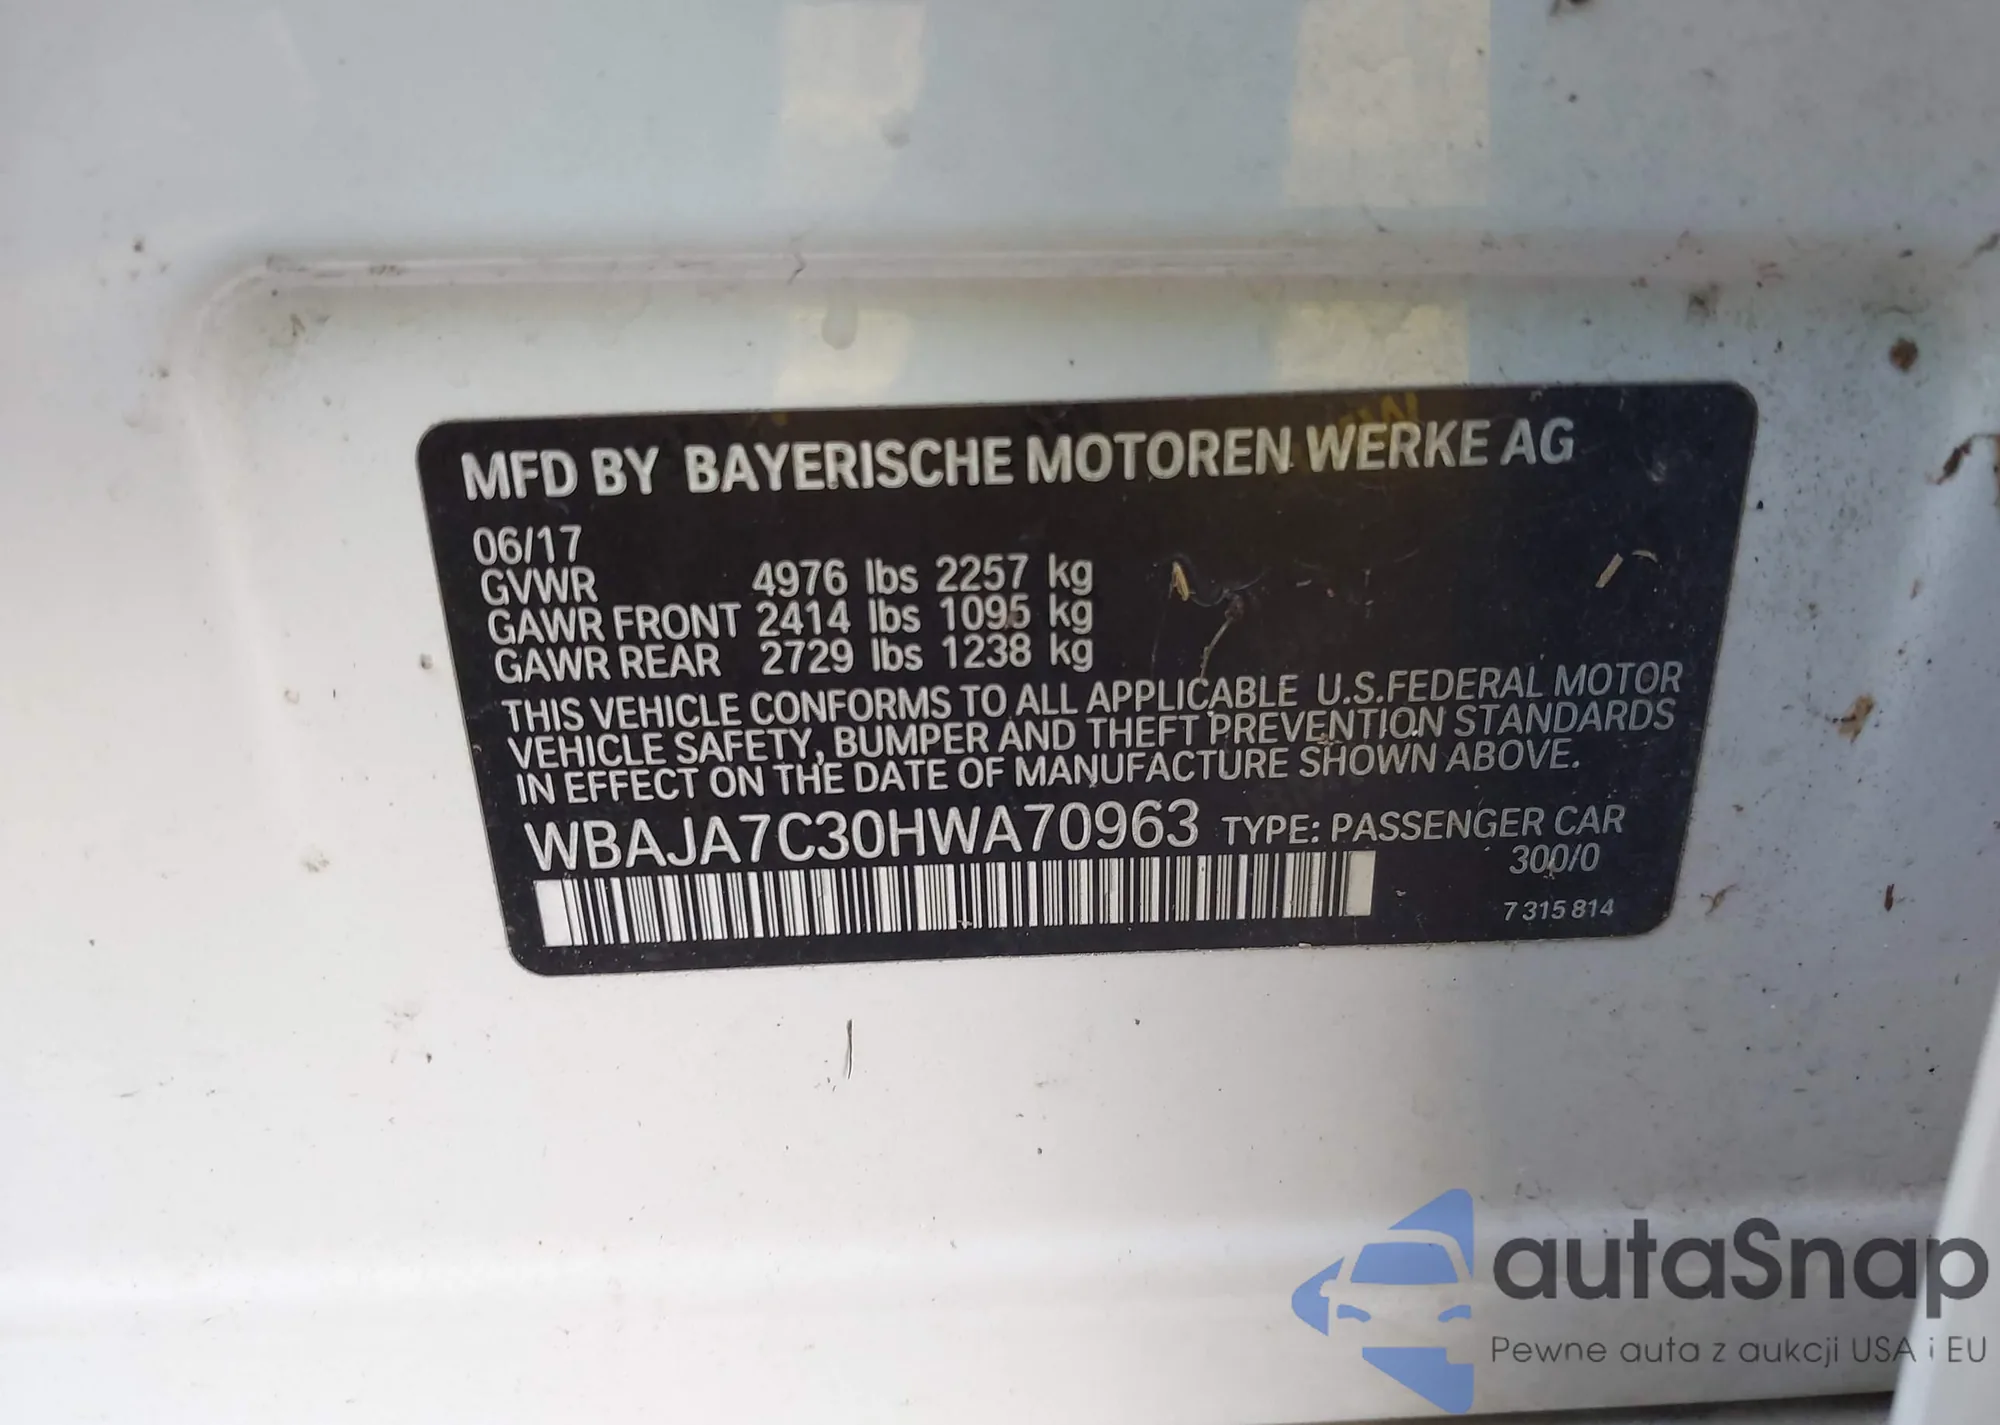 MFD BY BAYERISCHE MOTOREN WERKE AG
06/17
GVWR 4976 lbs 2257 kg
GAWR FRONT 2414 lbs 1095 kg
GAWR REAR 2729 lbs 1238 kg
THIS VEHICLE CONFORMS TO ALL APPLICABLE U.S.FEDERAL MOTOR
VEHICLE SAFETY, BUMPER AND THEFT PREVENTION STANDARDS
IN EFFECT ON THE DATE OF MANUFACTURE SHOWN ABOVE.
WBAJA7C30HWA70963 TYPE: PASSENGER CAR
300/0
7 315 814
autaSnap
Pewne auta z aukcji USA i EU